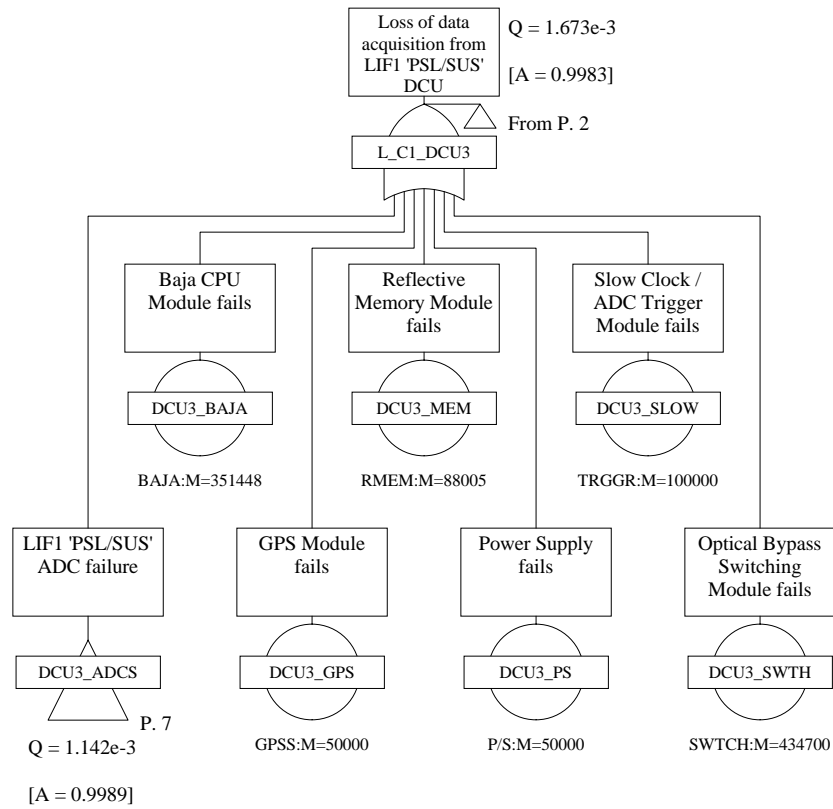 Loss of data
acquisition from
LIF1 'PSL/SUS'
DCU
Q = 1.673e-3
[A = 0.9983]
From P. 2
L_C1_DCU3
Baja CPU
Module fails
DCU3_BAJA
BAJA:M=351448
Reflective
Memory Module
fails
DCU3_MEM
RMEM:M=88005
Slow Clock /
ADC Trigger
Module fails
DCU3_SLOW
TRGGR:M=100000
LIF1 'PSL/SUS'
ADC failure
DCU3_ADCS
P. 7
Q = 1.142e-3
[A = 0.9989]
GPS Module
fails
DCU3_GPS
GPSS:M=50000
Power Supply
fails
DCU3_PS
P/S:M=50000
Optical Bypass
Switching
Module fails
DCU3_SWTH
SWTCH:M=434700